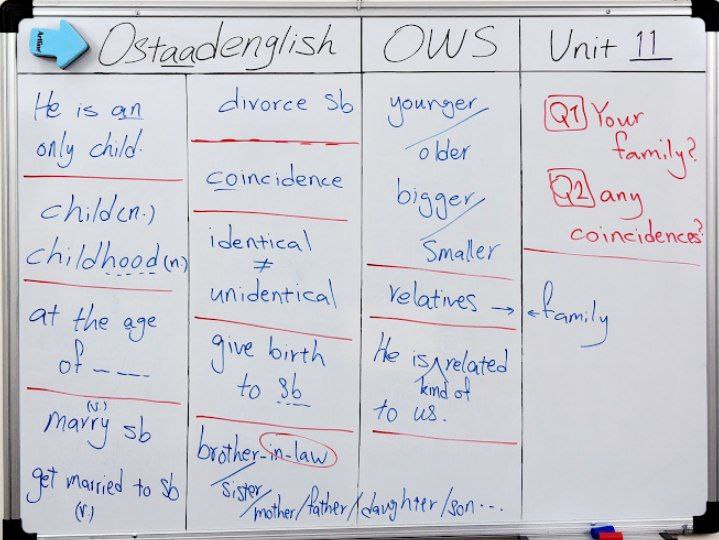 Ostaadenglish
OWS
Unit 11
He is an
only child.
child(n.)
childhood(n.)
at the age
of _ _ _
(v.)
marry sb
get married to sb
(v.)
divorce sb
coincidence
identical
≠
unidentical
give birth
to sb
brother-in-law
sister
mother/father/daughter/son...
younger/
older
bigger/
smaller
relatives →
He is ^ related
kind of
to us.
Q1 Your
family?
Q2 any
coincidences?
←family